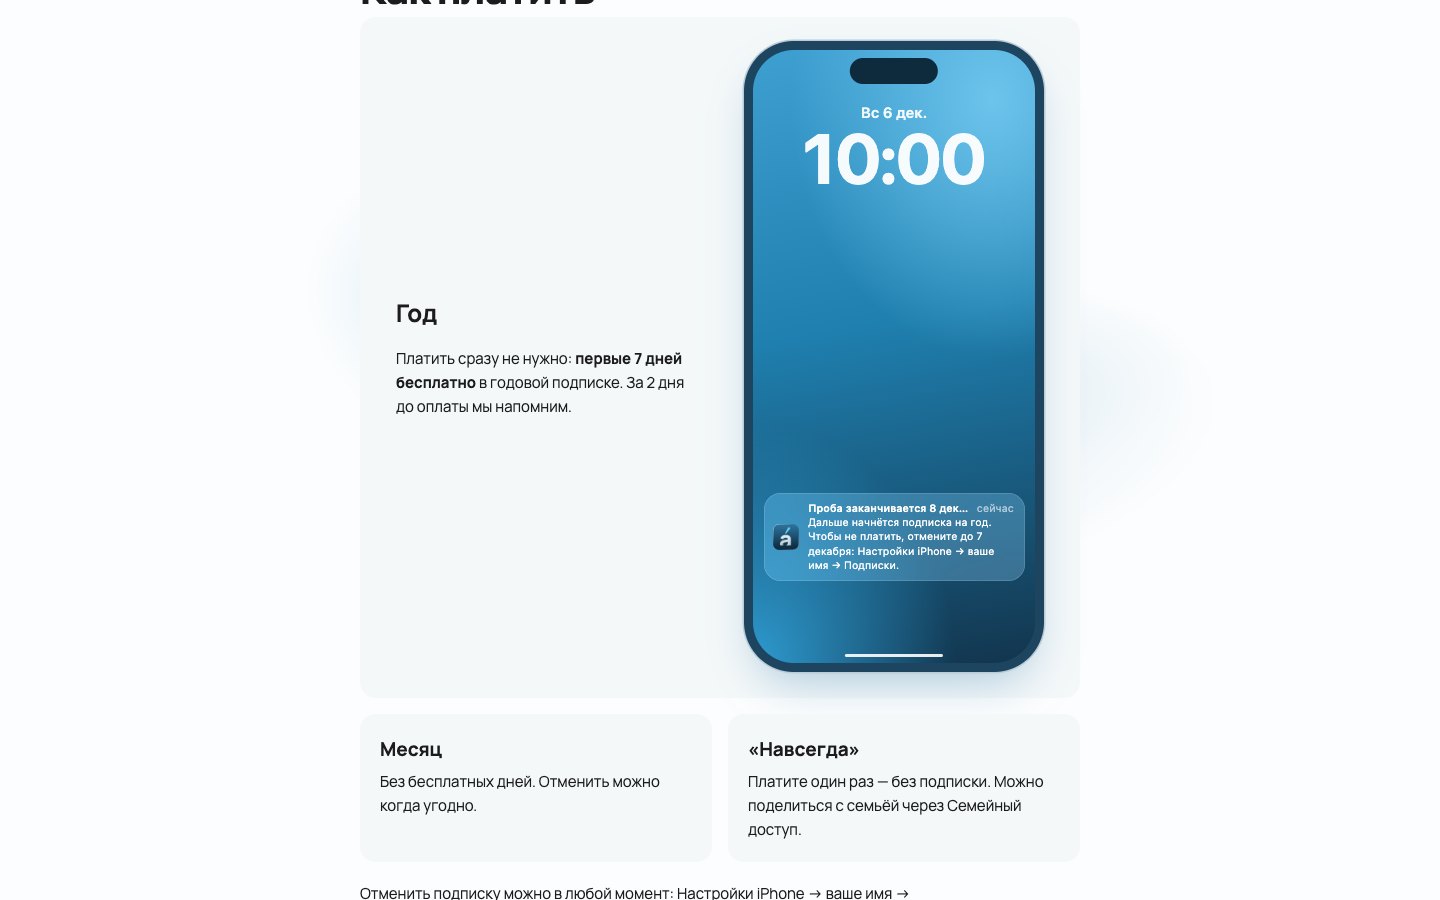 Как платить
Вс 6 дек.
10:00
Год
Платить сразу не нужно: первые 7 дней
бесплатно в годовой подписке. За 2 дня
до оплаты мы напомним.
Проба заканчивается 8 дек... сейчас
Дальше начнётся подписка на год.
Чтобы не платить, отмените до 7
декабря: Настройки iPhone → ваше
имя → Подписки.
Месяц
Без бесплатных дней. Отменить можно
когда угодно.
«Навсегда»
Платите один раз — без подписки. Можно
поделиться с семьёй через Семейный
доступ.
Отменить подписку можно в любой момент: Настройки iPhone → ваше имя →